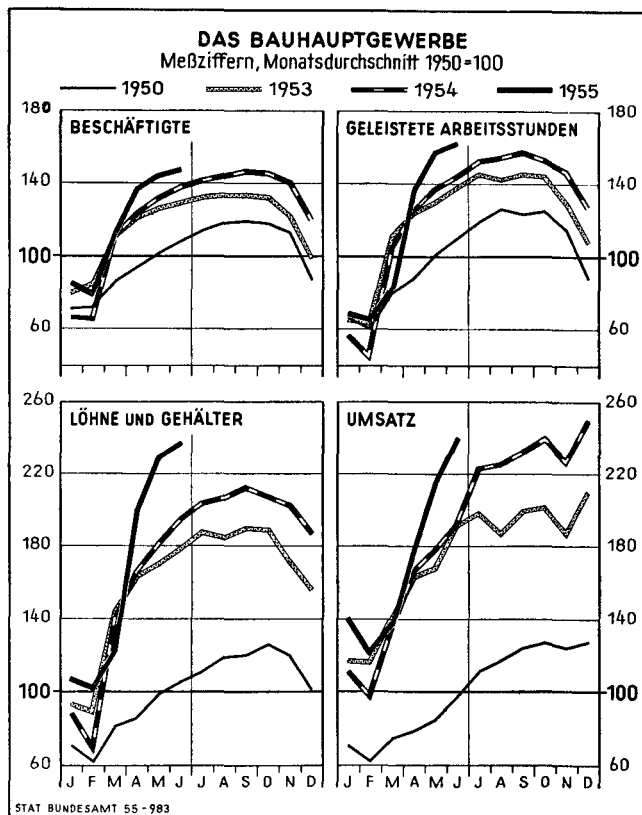 DAS BAUHAUPTGEWERBE
Meßziffern, Monatsdurchschnitt 1950=100
1950 1953 1954 1955
BESCHÄFTIGTE
180
140
100
60
GELEISTETE ARBEITSSTUNDEN
180
140
100
60
LÖHNE UND GEHÄLTER
260
220
180
140
100
60
J F M A M J J A S O N D
UMSATZ
260
220
180
140
100
60
J F M A M J J A S O N D
STAT BUNDESAMT 55-983